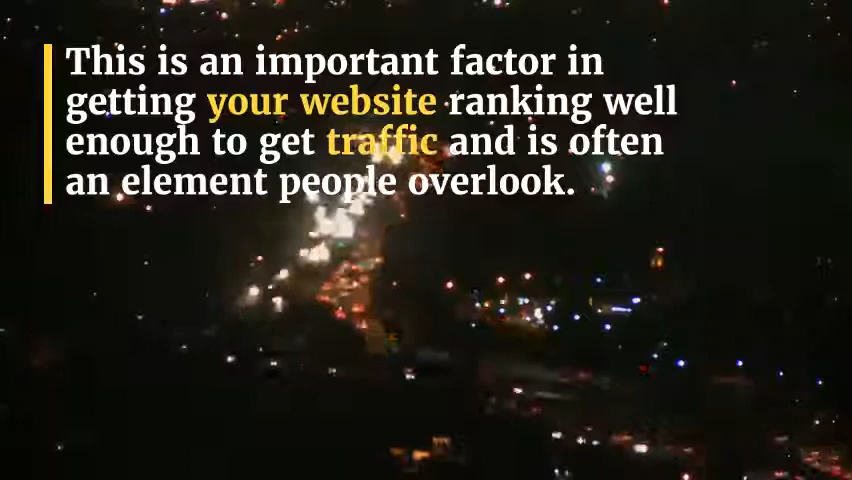 This is an important factor in
getting your website ranking well
enough to get traffic and is often
an element people overlook.